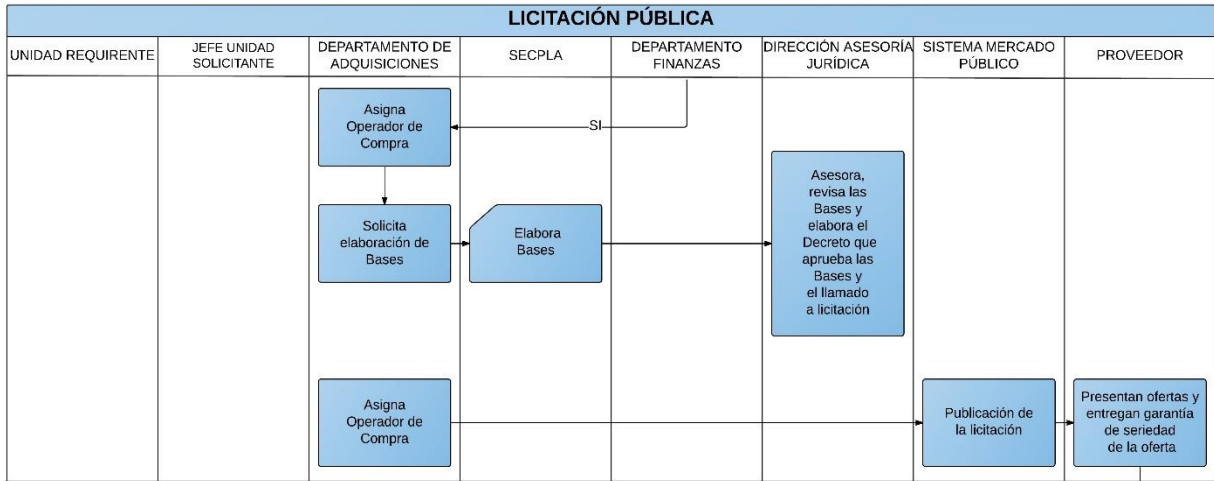 LICITACIÓN PÚBLICA
UNIDAD REQUIRENTE
JEFE UNIDAD
SOLICITANTE
DEPARTAMENTO DE
ADQUISICIONES
SECPLA
DEPARTAMENTO
FINANZAS
DIRECCIÓN ASESORÍA
JURÍDICA
SISTEMA MERCADO
PÚBLICO
PROVEEDOR
Asigna
Operador de
Compra
SI
Solicita
elaboración de
Bases
Elabora
Bases
Asesora,
revisa las
Bases y
elabora el
Decreto que
aprueba las
Bases y
el llamado
a licitación
Asigna
Operador de
Compra
Publicación de
la licitación
Presentan ofertas y
entregan garantía
de seriedad
de la oferta